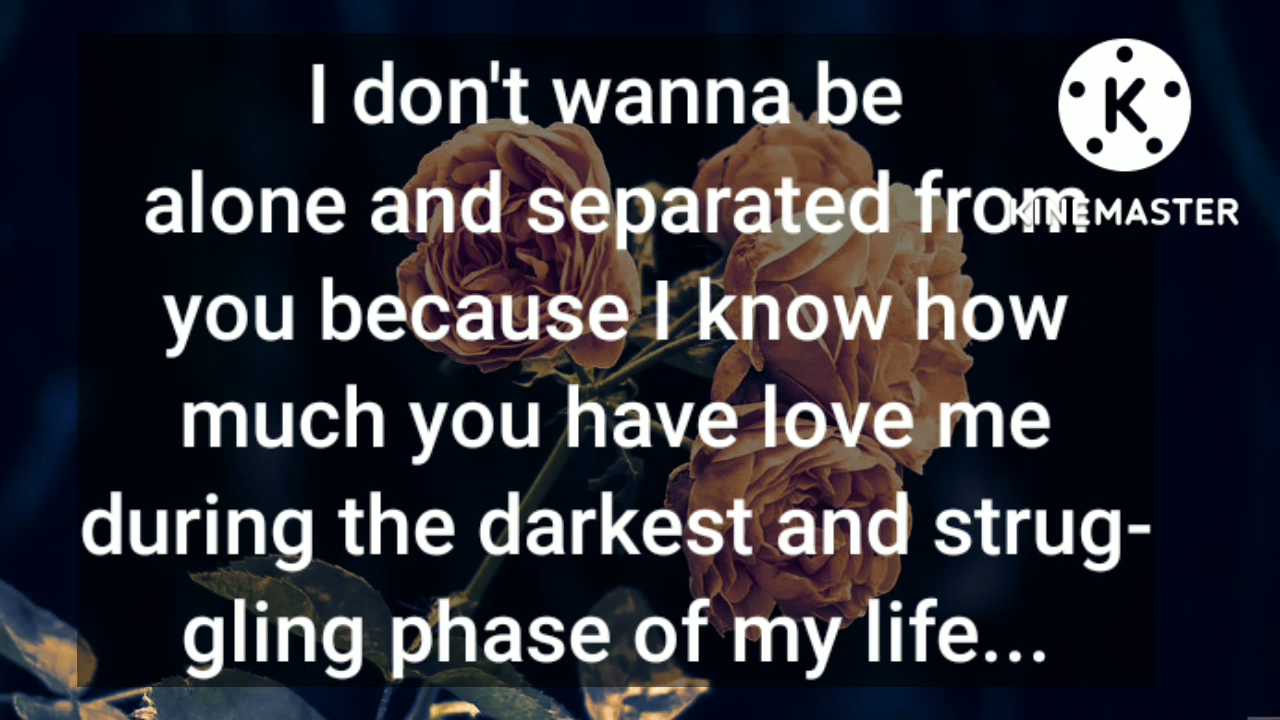 I don't wanna be
alone and separated from
you because I know how
much you have love me
during the darkest and strug-
gling phase of my life...
K
KINEMASTER